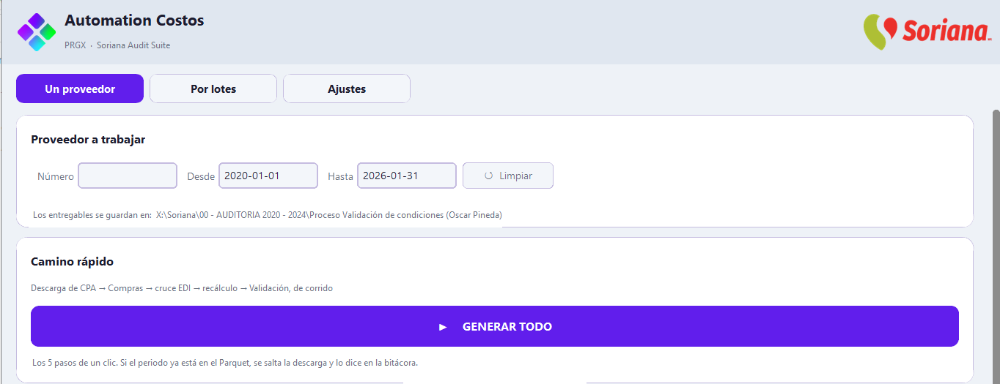 Automation Costos
PRGX · Soriana Audit Suite
Soriana
Un proveedor
Por lotes
Ajustes
Proveedor a trabajar
Número
Desde 2020-01-01
Hasta 2026-01-31
Limpiar
Los entregables se guardan en: X:\Soriana\00 - AUDITORIA 2020 - 2024\Proceso Validación de condiciones (Oscar Pineda)
Camino rápido
Descarga de CPA → Compras → cruce EDI → recálculo → Validación, de corrido
GENERAR TODO
Los 5 pasos de un clic. Si el periodo ya está en el Parquet, se salta la descarga y lo dice en la bitácora.